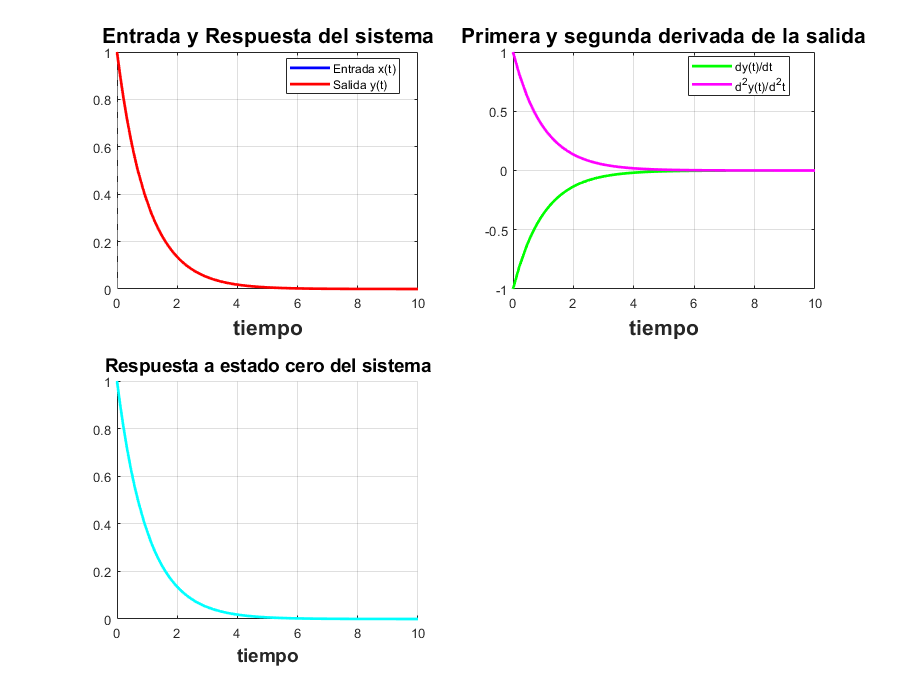 Entrada y Respuesta del sistema
1
0.8
0.6
0.4
0.2
0
0 2 4 6 8 10
tiempo
Entrada x(t)
Salida y(t)
Primera y segunda derivada de la salida
1
0.5
0
-0.5
-1
0 2 4 6 8 10
tiempo
dy(t)/dt
d²y(t)/d²t
Respuesta a estado cero del sistema
1
0.8
0.6
0.4
0.2
0
0 2 4 6 8 10
tiempo